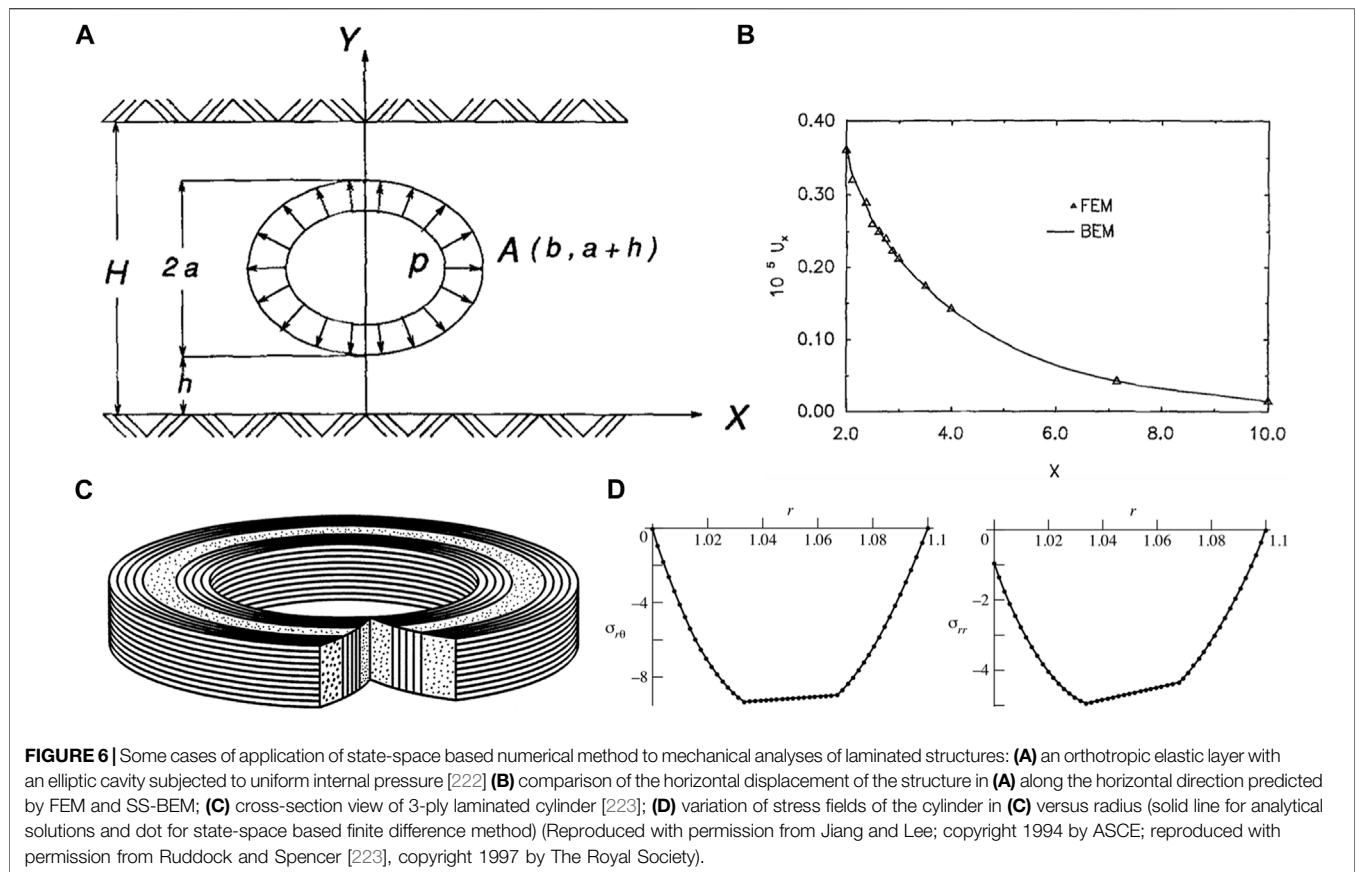 A
Y
H
2a
h
p
A (b, a+h)
X
B
0.40
0.30
0.20
0.10
0.00
10⁵ Uₓ
FEM
BEM
2.0 4.0 6.0 8.0 10.0
X
C
D
r
0 1.02 1.04 1.06 1.08 1.1
−4
σrθ
−8
r
0 1.02 1.04 1.06 1.08 1.1
−2
σrr
−4
FIGURE 6 | Some cases of application of state-space based numerical method to mechanical analyses of laminated structures: (A) an orthotropic elastic layer with
an elliptic cavity subjected to uniform internal pressure [222] (B) comparison of the horizontal displacement of the structure in (A) along the horizontal direction predicted
by FEM and SS-BEM; (C) cross-section view of 3-ply laminated cylinder [223]; (D) variation of stress fields of the cylinder in (C) versus radius (solid line for analytical
solutions and dot for state-space based finite difference method) (Reproduced with permission from Jiang and Lee; copyright 1994 by ASCE; reproduced with
permission from Ruddock and Spencer [223], copyright 1997 by The Royal Society).